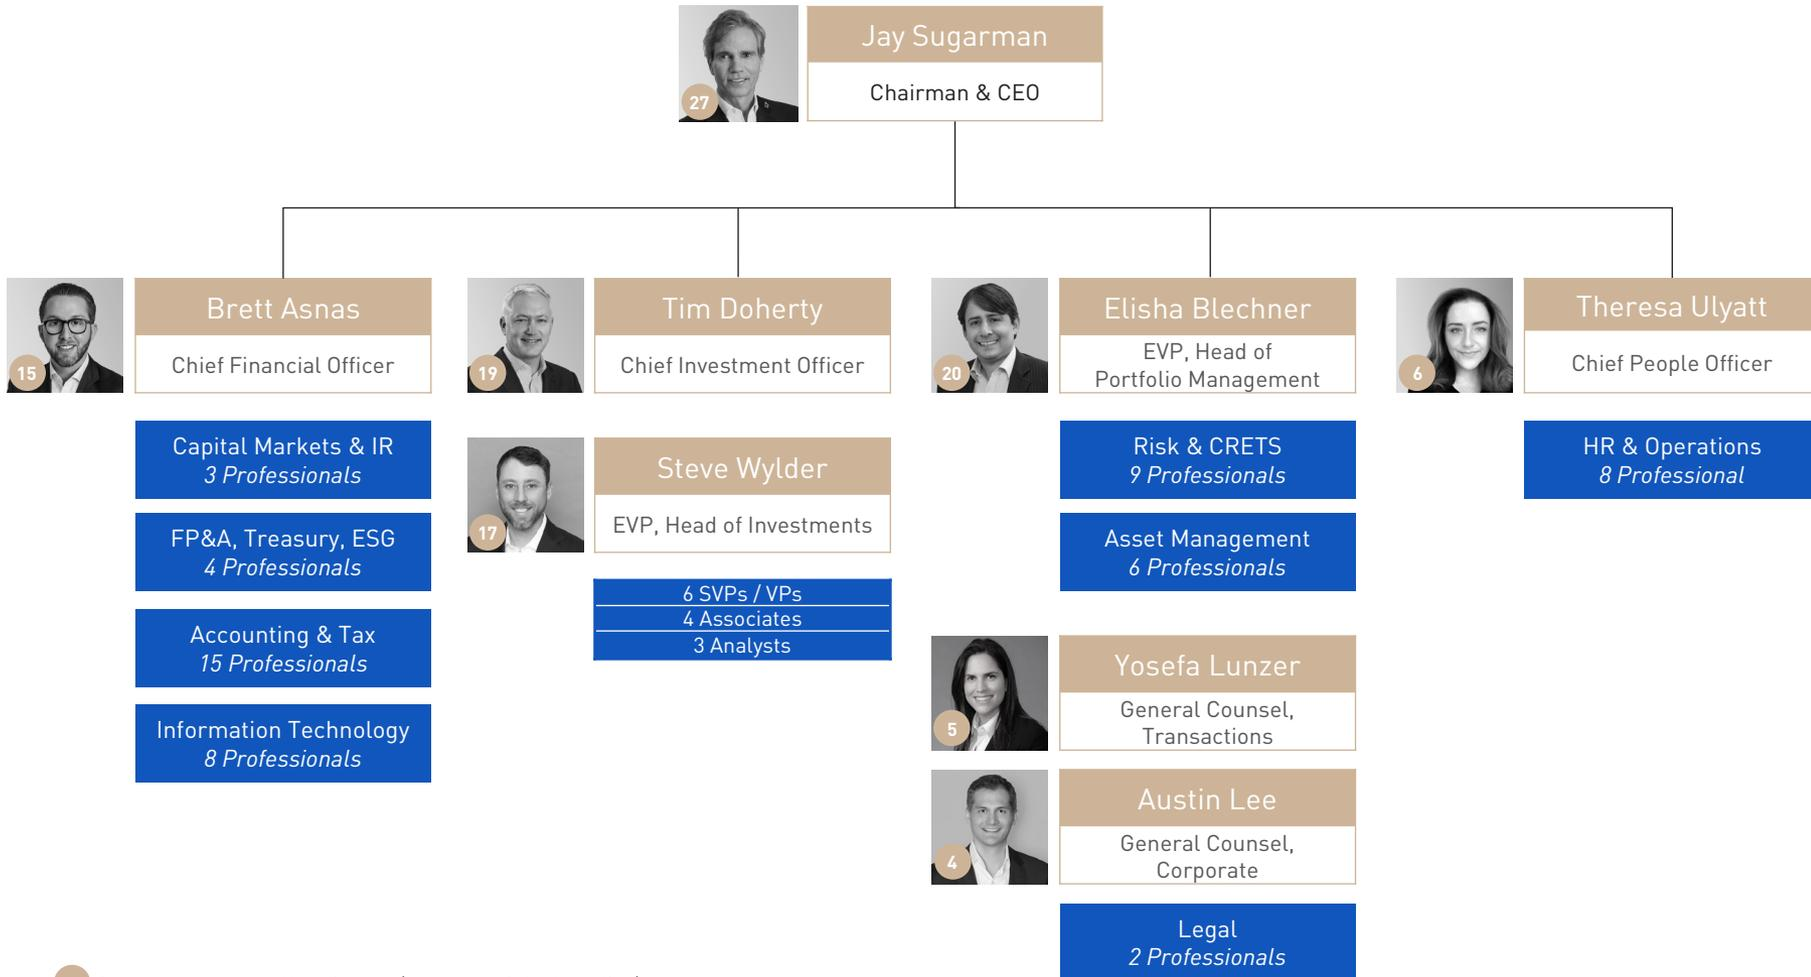 Jay Sugarman
Chairman & CEO
27
Brett Asnas
Chief Financial Officer
15
Capital Markets & IR
3 Professionals
FP&A, Treasury, ESG
4 Professionals
Accounting & Tax
15 Professionals
Information Technology
8 Professionals
Tim Doherty
Chief Investment Officer
19
Steve Wylder
EVP, Head of Investments
17
6 SVPs / VPs
4 Associates
3 Analysts
Elisha Blechner
EVP, Head of
Portfolio Management
20
Risk & CRETS
9 Professionals
Asset Management
6 Professionals
Yosefa Lunzer
General Counsel,
Transactions
5
Austin Lee
General Counsel,
Corporate
4
Legal
2 Professionals
Theresa Ulyatt
Chief People Officer
6
HR & Operations
8 Professional